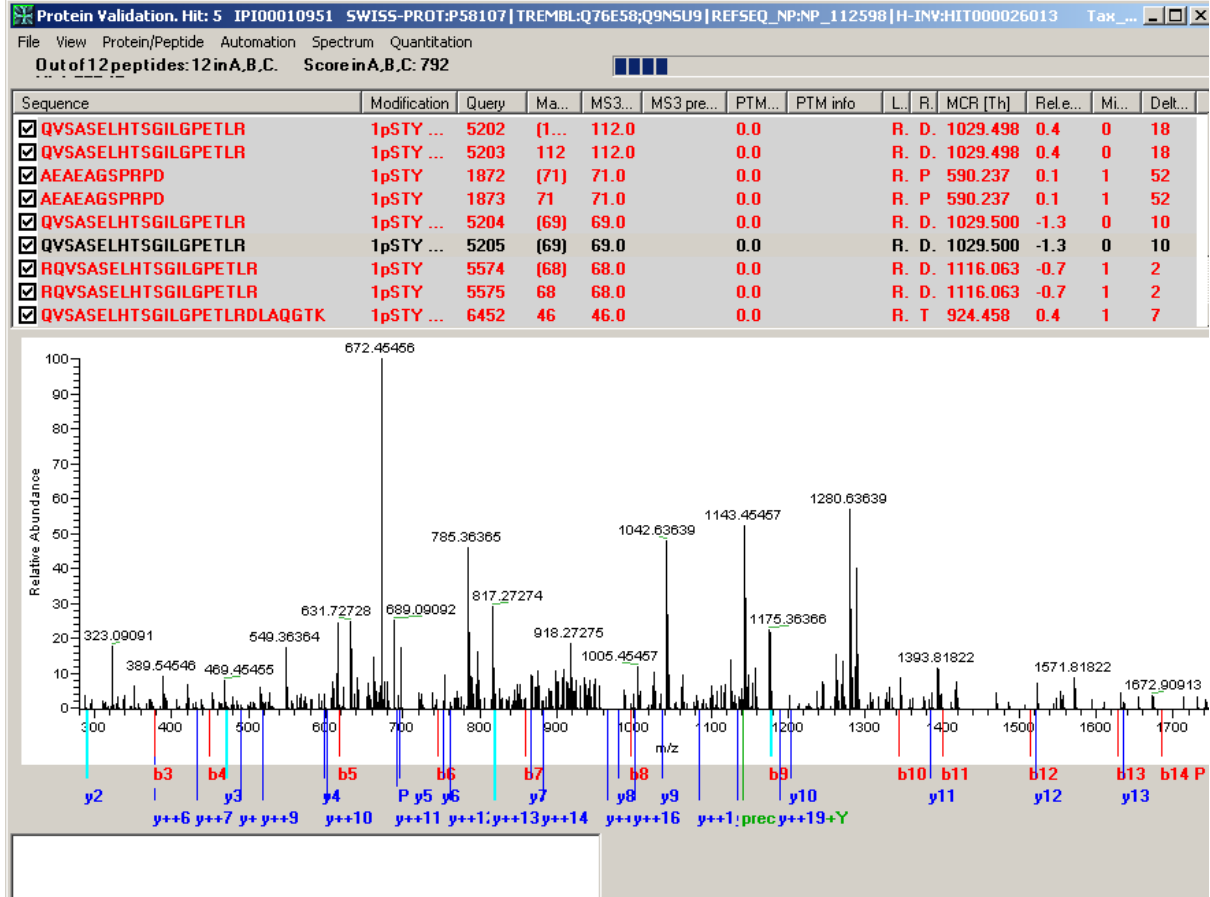 Protein Validation. Hit: 5 IPI00010951 SWISS-PROT:P58107|TREMBL:Q76E58;Q9NSU9|REFSEQ_NP:NP_112598|H-INV:HIT000026013 Tax_...
File View Protein/Peptide Automation Spectrum Quantitation
Out of 12 peptides: 12 in A,B,C. Score in A,B,C: 792
Sequence Modification Query Ma... MS3... MS3 pre... PTM... PTM info L.. R. MCR [Th] Rel.e... Mi... Delt...
QVSASELHTSGILGPETLR 1pSTY ... 5202 (1... 112.0 0.0 R. D. 1029.498 0.4 0 18
QVSASELHTSGILGPETLR 1pSTY ... 5203 112 112.0 0.0 R. D. 1029.498 0.4 0 18
AEAEAGSPRPD 1pSTY ... 1872 (71) 71.0 0.0 R. P 590.237 0.1 1 52
AEAEAGSPRPD 1pSTY ... 1873 71 71.0 0.0 R. P 590.237 0.1 1 52
QVSASELHTSGILGPETLR 1pSTY ... 5204 (69) 69.0 0.0 R. D. 1029.500 -1.3 0 10
QVSASELHTSGILGPETLR 1pSTY ... 5205 (69) 69.0 0.0 R. D. 1029.500 -1.3 0 10
RQVSASELHTSGILGPETLR 1pSTY 5574 (68) 68.0 0.0 R. D. 1116.063 -0.7 1 2
RQVSASELHTSGILGPETLR 1pSTY 5575 68 68.0 0.0 R. D. 1116.063 -0.7 1 2
QVSASELHTSGILGPETLRDLAQGTK 1pSTY ... 6452 46 46.0 0.0 R. T 924.458 0.4 1 7
672.45456
100
90
80
70
60
50
40
30
20
10
0
Relative Abundance
1280.63639
1143.45457
1042.63639
785.36365
817.27274
631.72728 689.09092
1175.36366
323.09091 549.36364 918.27275
1005.45457
389.54546 469.45455 1393.81822 1571.81822
1672.90913
300 400 500 600 700 800 900 1000 1100 1200 1300 1400 1500 1600 1700
m/z
b3 b4 b5 b6 b7 b8 b9 b10 b11 b12 b13 b14 P
y2 y3 y4 P y5 y6 y7 y8 y9 y10 y11 y12 y13
y++6 y++7 y+ y++9 y++10 y++11 y++12 y++13 y++14 y++16 y++1 prec y++19 +Y